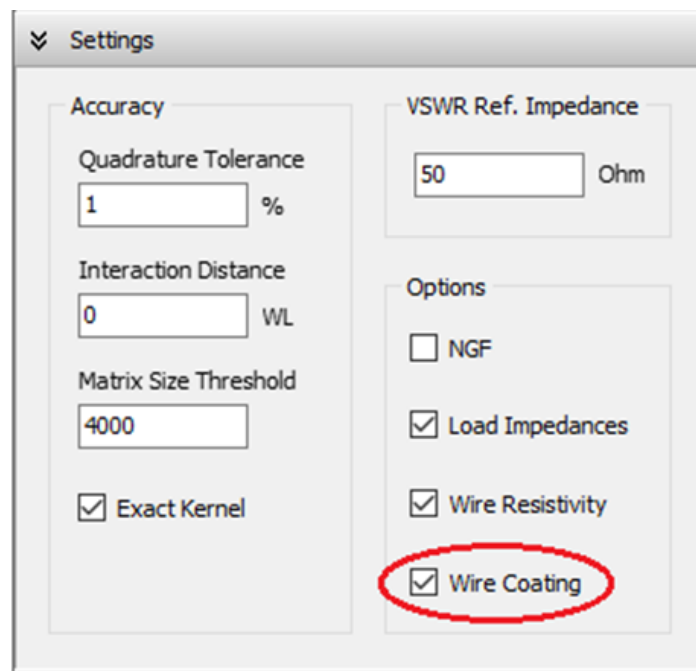 Settings
Accuracy
Quadrature Tolerance
1 %
Interaction Distance
0 WL
Matrix Size Threshold
4000
Exact Kernel
VSWR Ref. Impedance
50 Ohm
Options
NGF
Load Impedances
Wire Resistivity
Wire Coating